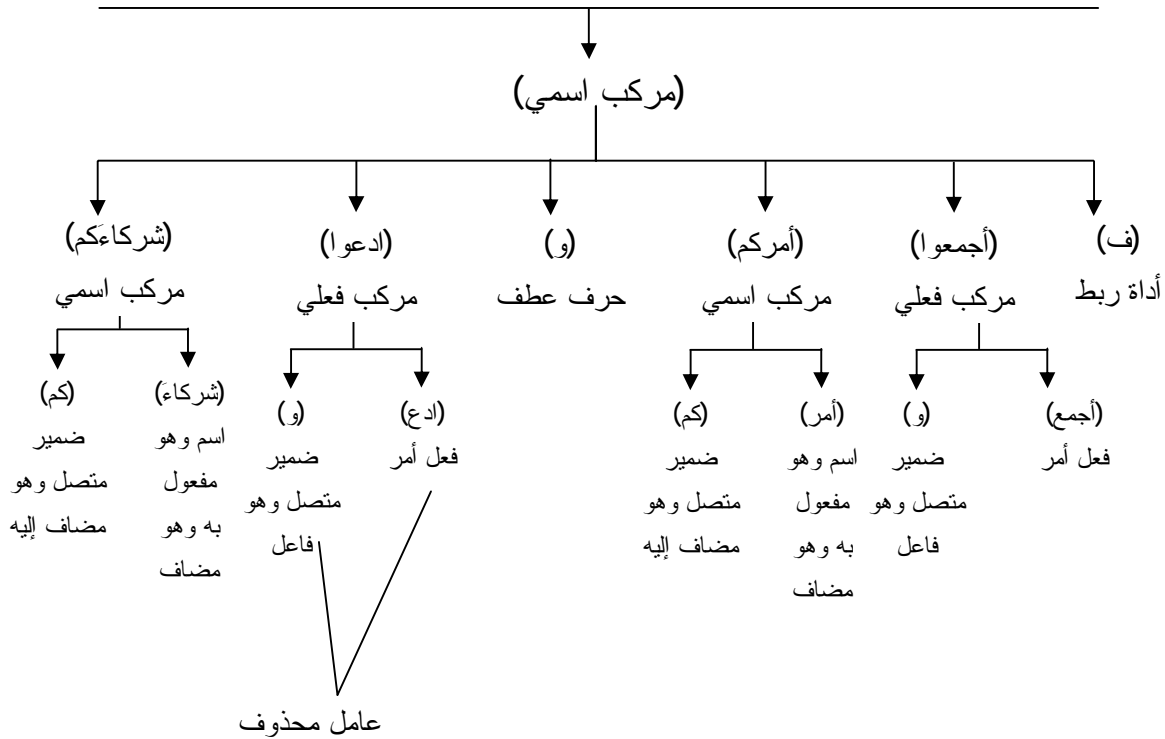 (مركب اسمي)
(ف)
أداة ربط
(أجمعوا)
مركب فعلي
(أمركم)
مركب اسمي
(و)
حرف عطف
(ادعوا)
مركب فعلي
(شركاءَكم)
مركب اسمي
(أجمع)
فعل أمر
(و)
ضمير
متصل وهو
فاعل
(أمر)
اسم وهو
مفعول
به وهو
مضاف
(كم)
ضمير
متصل وهو
مضاف إليه
(ادع)
فعل أمر
(و)
ضمير
متصل وهو
فاعل
(شركاءَ)
اسم وهو
مفعول
به وهو
مضاف
(كم)
ضمير
متصل وهو
مضاف إليه
عامل محذوف